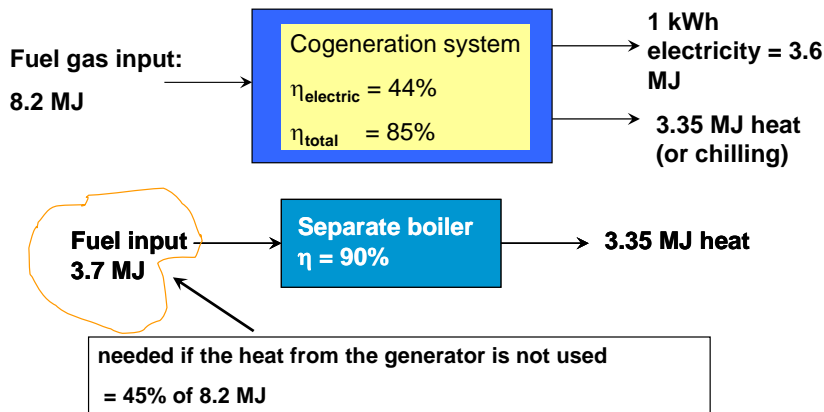 Fuel gas input:
8.2 MJ
Cogeneration system
ηelectric = 44%
ηtotal = 85%
1 kWh
electricity = 3.6
MJ
3.35 MJ heat
(or chilling)
Fuel input
3.7 MJ
Separate boiler
η = 90%
3.35 MJ heat
needed if the heat from the generator is not used
= 45% of 8.2 MJ